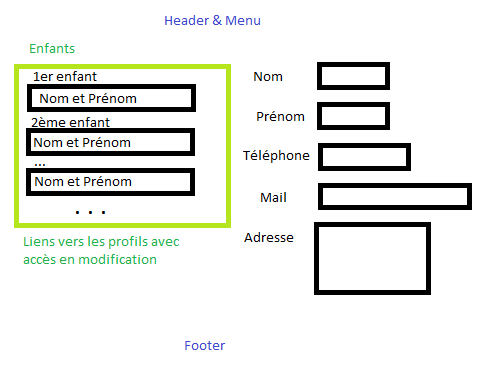 Header & Menu
Enfants
1er enfant
Nom et Prénom
2ème enfant
Nom et Prénom
...
Nom et Prénom
. . .
Liens vers les profils avec
accès en modification
Nom
Prénom
Téléphone
Mail
Adresse
Footer